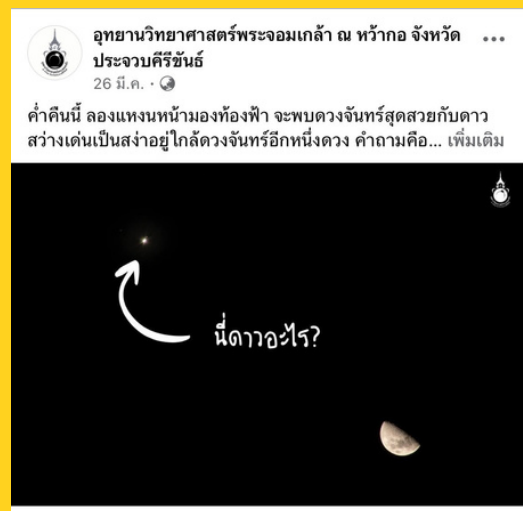 อุทยานวิทยาศาสตร์พระจอมเกล้า ณ หว้ากอ จังหวัด
ประจวบคีรีขันธ์
26 มี.ค. ·
ค่ำคืนนี้ ลองแหงนหน้ามองท้องฟ้า จะพบดวงจันทร์สุดสวยกับดาว
สว่างเด่นเป็นสง่าอยู่ใกล้ดวงจันทร์อีกหนึ่งดวง คำถามคือ... เพิ่มเติม
นี่ดาวอะไร?